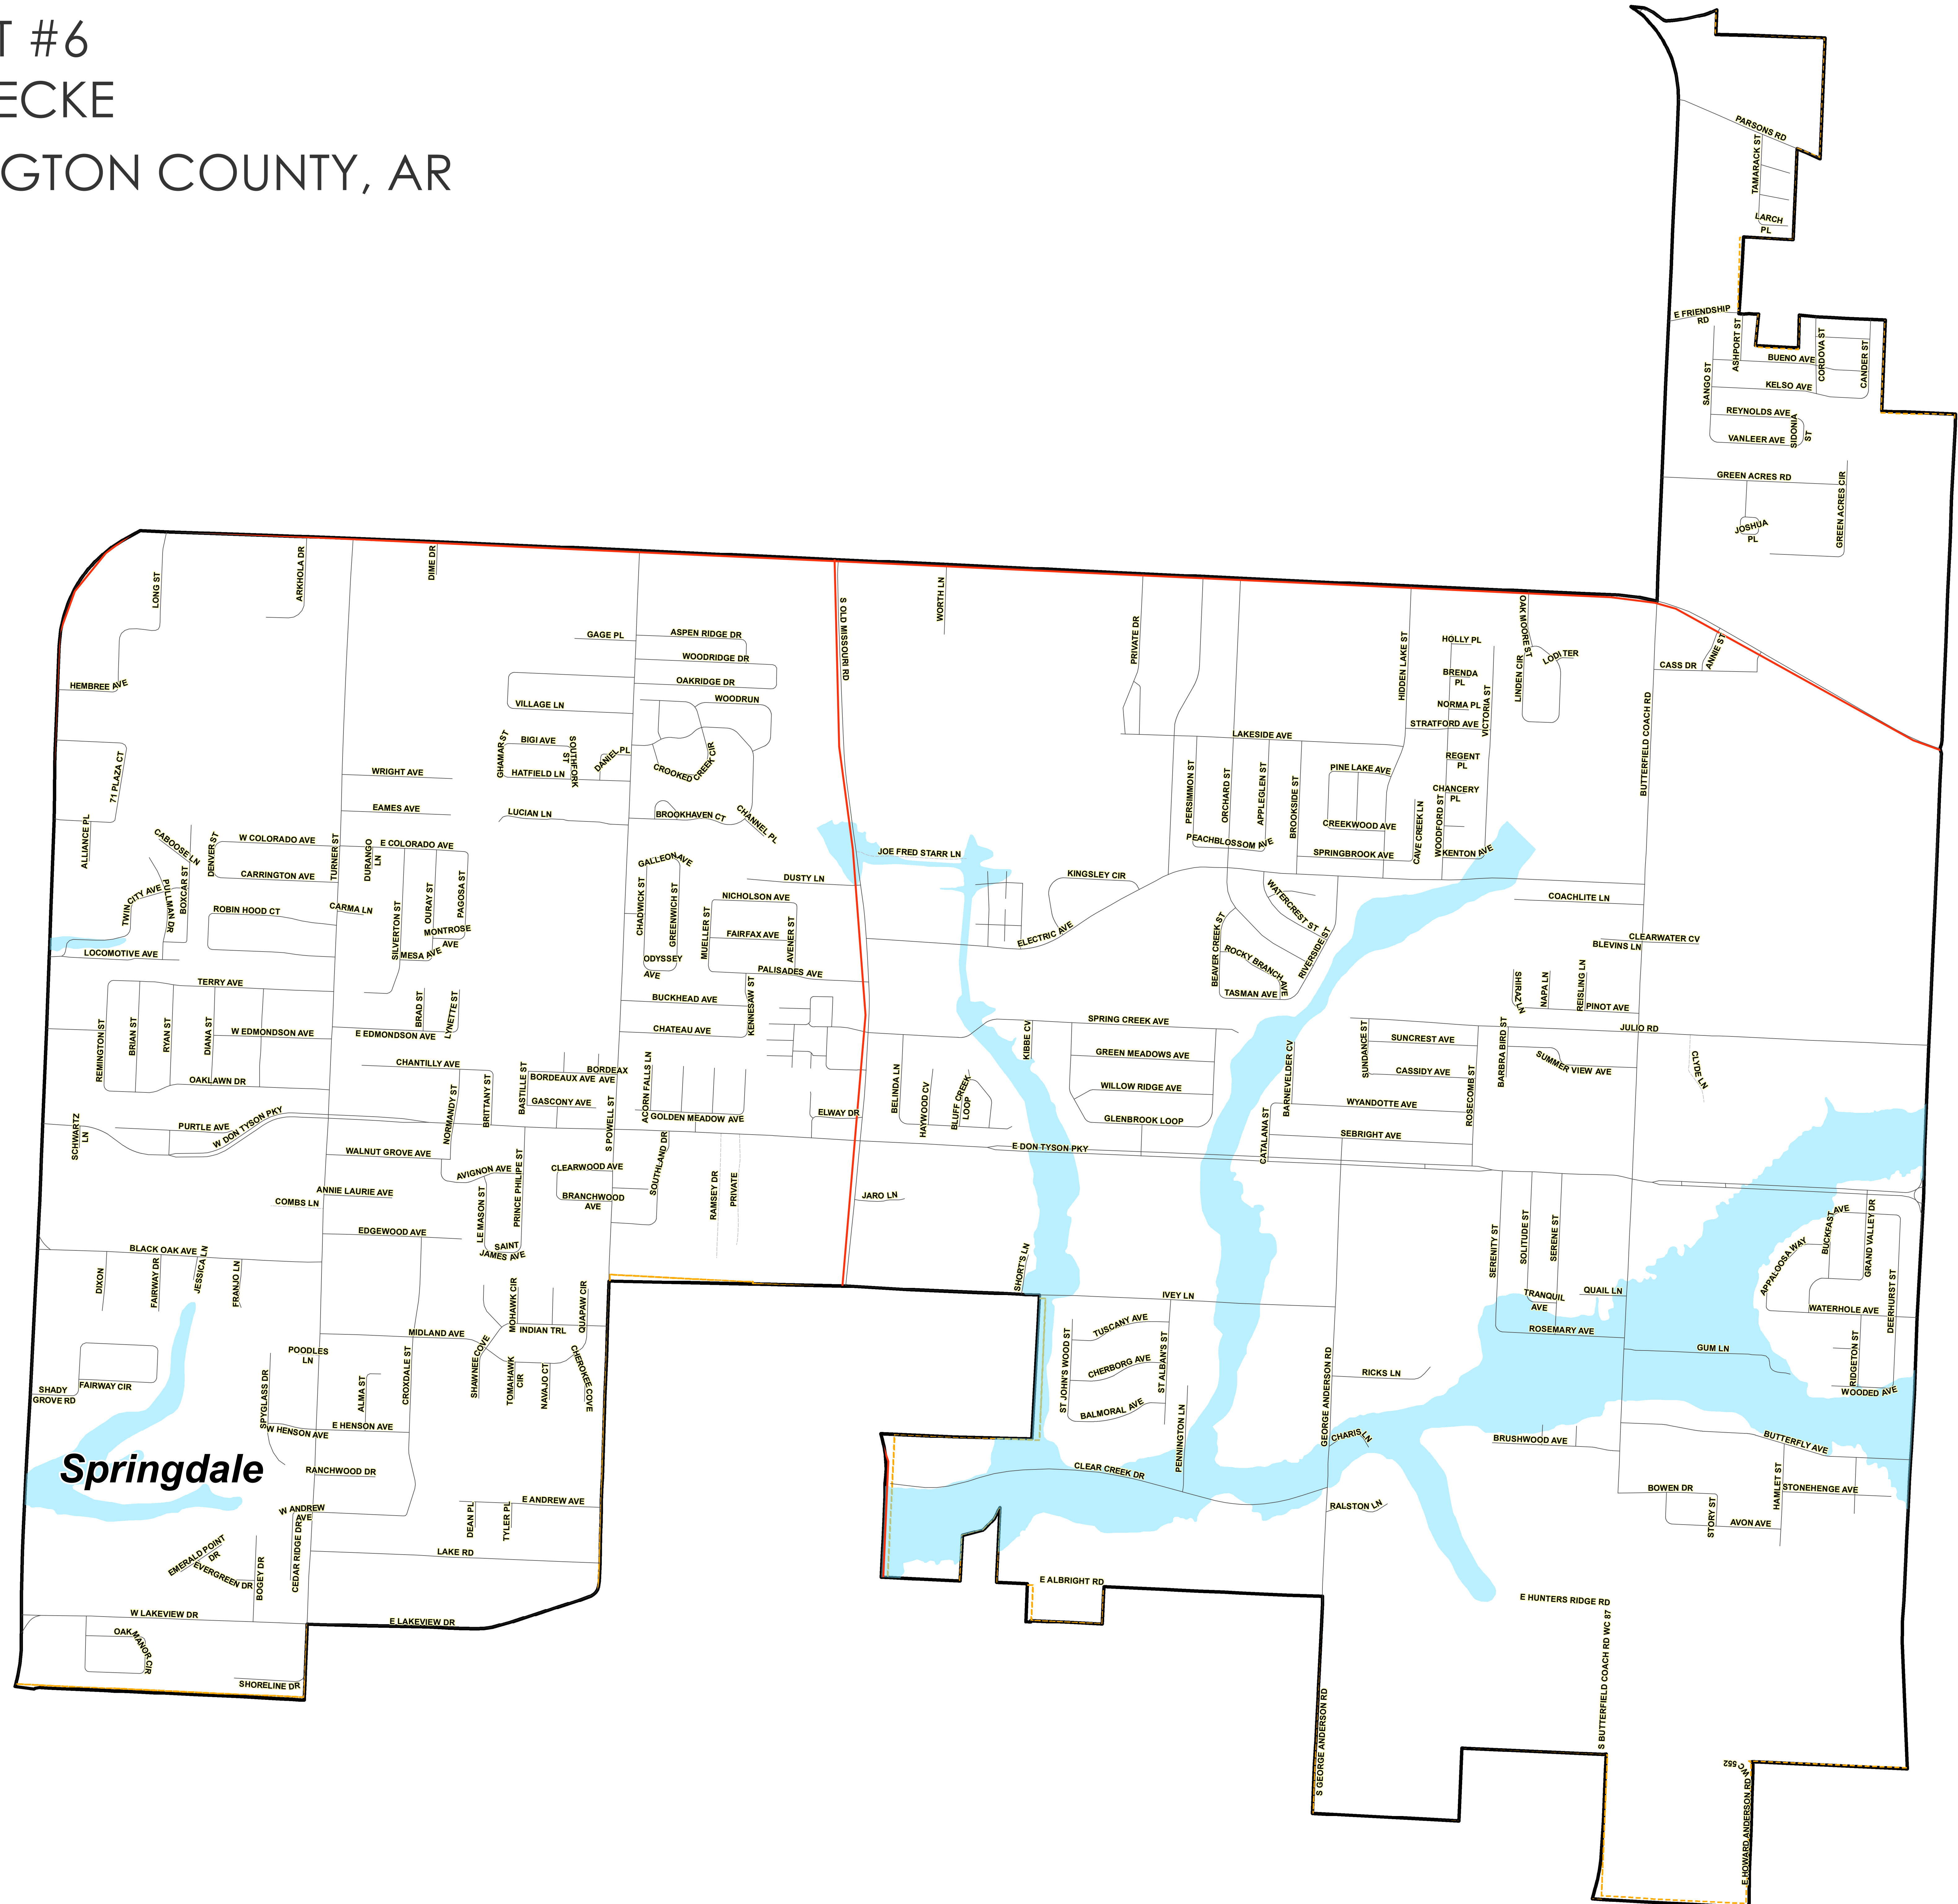 T #6
ECKE
GTON COUNTY, AR
PARSONS RD
TAMARACK ST
LARCH
PL
E FRIENDSHIP
RD
ASHPORT ST
BUENO AVE
CORDOVA ST
CANDER ST
SANGO ST
KELSO AVE
REYNOLDS AVE
SIDONIA
ST
VANLEER AVE
GREEN ACRES RD
GREEN ACRES CIR
JOSHUA
PL
LONG ST
ARKHOLA DR
DIME DR
S OLD MISSOURI RD
WORTH LN
PRIVATE DR
HIDDEN LAKE ST
OAK MOORE ST
HOLLY PL
LODI TER
LINDEN CIR
BRENDA
PL
NORMA PL
VICTORIA ST
STRATFORD AVE
REGENT
PL
CHANCERY
PL
CASS DR
ANNIE ST
BUTTERFIELD COACH RD
GAGE PL
ASPEN RIDGE DR
WOODRIDGE DR
OAKRIDGE DR
WOODRUN
HEMBREE AVE
VILLAGE LN
GHAMAR ST
BIGI AVE
SOUTHFORK
ST
DANIEL PL
HATFIELD LN
CROOKED CREEK CIR
71 PLAZA CT
WRIGHT AVE
EAMES AVE
LUCIAN LN
BROOKHAVEN CT
CHANNEL PL
LAKESIDE AVE
PERSIMMON ST
ORCHARD ST
APPLEGLEN ST
BROOKSIDE ST
PINE LAKE AVE
CREEKWOOD AVE
CAVE CREEK LN
WOODFORD ST
PEACHBLOSSOM AVE
SPRINGBROOK AVE
KENTON AVE
ALLIANCE PL
CABOOSE LN
DENVER ST
W COLORADO AVE
TURNER ST
DURANGO
LN
E COLORADO AVE
CARRINGTON AVE
TWIN CITY AVE
PULLMAN DR
BOXCAR ST
ROBIN HOOD CT
CARMA LN
SILVERTON ST
OURAY ST
PAGOSA ST
MONTROSE
AVE
MESA AVE
LOCOMOTIVE AVE
GALLEON AVE
CHADWICK ST
GREENWICH ST
ODYSSEY
AVE
DUSTY LN
NICHOLSON AVE
MUELLER ST
FAIRFAX AVE
AVENER ST
PALISADES AVE
JOE FRED STARR LN
KINGSLEY CIR
ELECTRIC AVE
WATERCREST ST
BEAVER CREEK ST
ROCKY BRANCH
AVE
RIVERSIDE ST
TASMAN AVE
COACHLITE LN
CLEARWATER CV
BLEVINS LN
SHIRAZ LN
NAPA LN
REISLING LN
PINOT AVE
JULIO RD
TERRY AVE
REMINGTON ST
BRIAN ST
RYAN ST
DIANA ST
W EDMONDSON AVE
E EDMONDSON AVE
BRAD ST
LYNETTE ST
OAKLAWN DR
BUCKHEAD AVE
KENNESAW ST
CHATEAU AVE
CHANTILLY AVE
NORMANDY ST
BRITTANY ST
BASTILLE ST
BORDEAUX AVE
BORDEAX
AVE
GASCONY AVE
S POWELL ST
ACORN FALLS LN
GOLDEN MEADOW AVE
ELWAY DR
BELINDA LN
HAYWOOD CV
BLUFF CREEK
LOOP
KIBBE CV
SPRING CREEK AVE
GREEN MEADOWS AVE
WILLOW RIDGE AVE
GLENBROOK LOOP
BARNEVELDER CV
CATALANA ST
SUNDANCE ST
SUNCREST AVE
CASSIDY AVE
WYANDOTTE AVE
SEBRIGHT AVE
ROSECOMB ST
BARBRA BIRD ST
SUMMER VIEW AVE
CLYDE LN
SCHWARTZ
LN
PURTLE AVE
W DON TYSON PKY
E DON TYSON PKY
WALNUT GROVE AVE
AVIGNON AVE
LE MASON ST
PRINCE PHILIPE ST
SAINT
JAMES AVE
CLEARWOOD AVE
BRANCHWOOD
AVE
SOUTHLAND DR
RAMSEY DR
PRIVATE
JARO LN
COMBS LN
ANNIE LAURIE AVE
EDGEWOOD AVE
BLACK OAK AVE
DIXON
FAIRWAY DR
JESSICA LN
FRANJO LN
SHORT'S LN
IVEY LN
SERENITY ST
SOLITUDE ST
SERENE ST
TRANQUIL
AVE
QUAIL LN
ROSEMARY AVE
APPALOOSA WAY
BUCKFAST
AVE
GRAND VALLEY DR
DEERHURST ST
WATERHOLE AVE
GUM LN
RIDGETON ST
WOODED AVE
MIDLAND AVE
MOHAWK CIR
INDIAN TRL
QUAPAW CIR
SHAWNEE COVE
TOMAHAWK
CIR
NAVAJO CT
CHEROKEE COVE
POODLES
LN
SHADY
GROVE RD
FAIRWAY CIR
SPYGLASS DR
ALMA ST
CROXDALE ST
W HENSON AVE
E HENSON AVE
Springdale
RANCHWOOD DR
W ANDREW
AVE
E ANDREW AVE
DEAN PL
TYLER PL
LAKE RD
EMERALD POINT
DR
EVERGREEN DR
BOGEY DR
CEDAR RIDGE DR
W LAKEVIEW DR
E LAKEVIEW DR
OAK
MANOR CIR
SHORELINE DR
TUSCANY AVE
ST JOHN'S WOOD ST
CHERBORG AVE
ST ALBAN'S ST
BALMORAL AVE
PENNINGTON LN
CLEAR CREEK DR
GEORGE ANDERSON RD
RICKS LN
CHARIS LN
RALSTON LN
BRUSHWOOD AVE
BUTTERFLY AVE
BOWEN DR
STORY ST
HAMLET ST
STONEHENGE AVE
AVON AVE
E ALBRIGHT RD
E HUNTERS RIDGE RD
S BUTTERFIELD COACH RD WC 87
S GEORGE ANDERSON RD
WC 552
E HOWARD ANDERSON RD